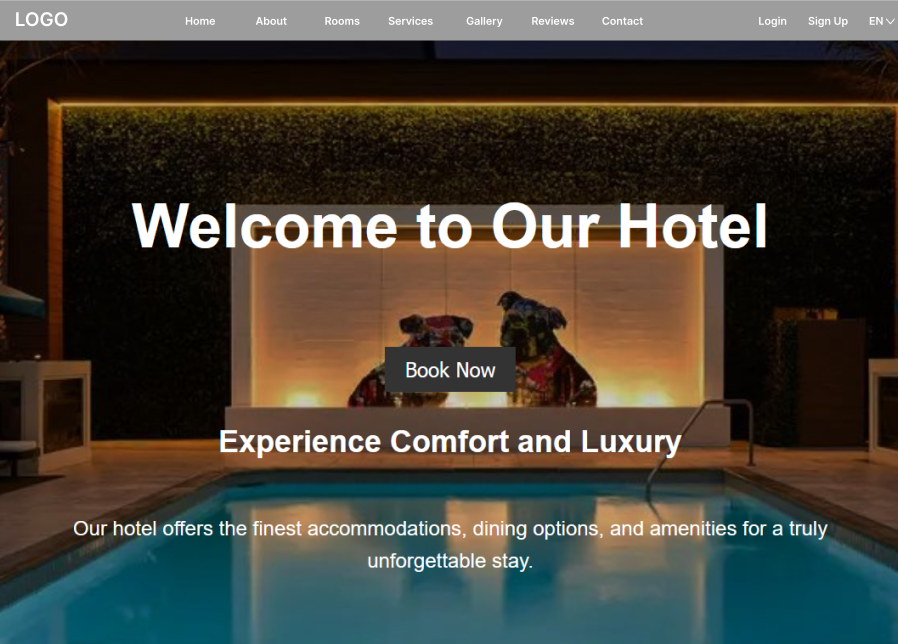 LOGO Home About Rooms Services Gallery Reviews Contact Login Sign Up EN
Welcome to Our Hotel
Book Now
Experience Comfort and Luxury
Our hotel offers the finest accommodations, dining options, and amenities for a truly
unforgettable stay.